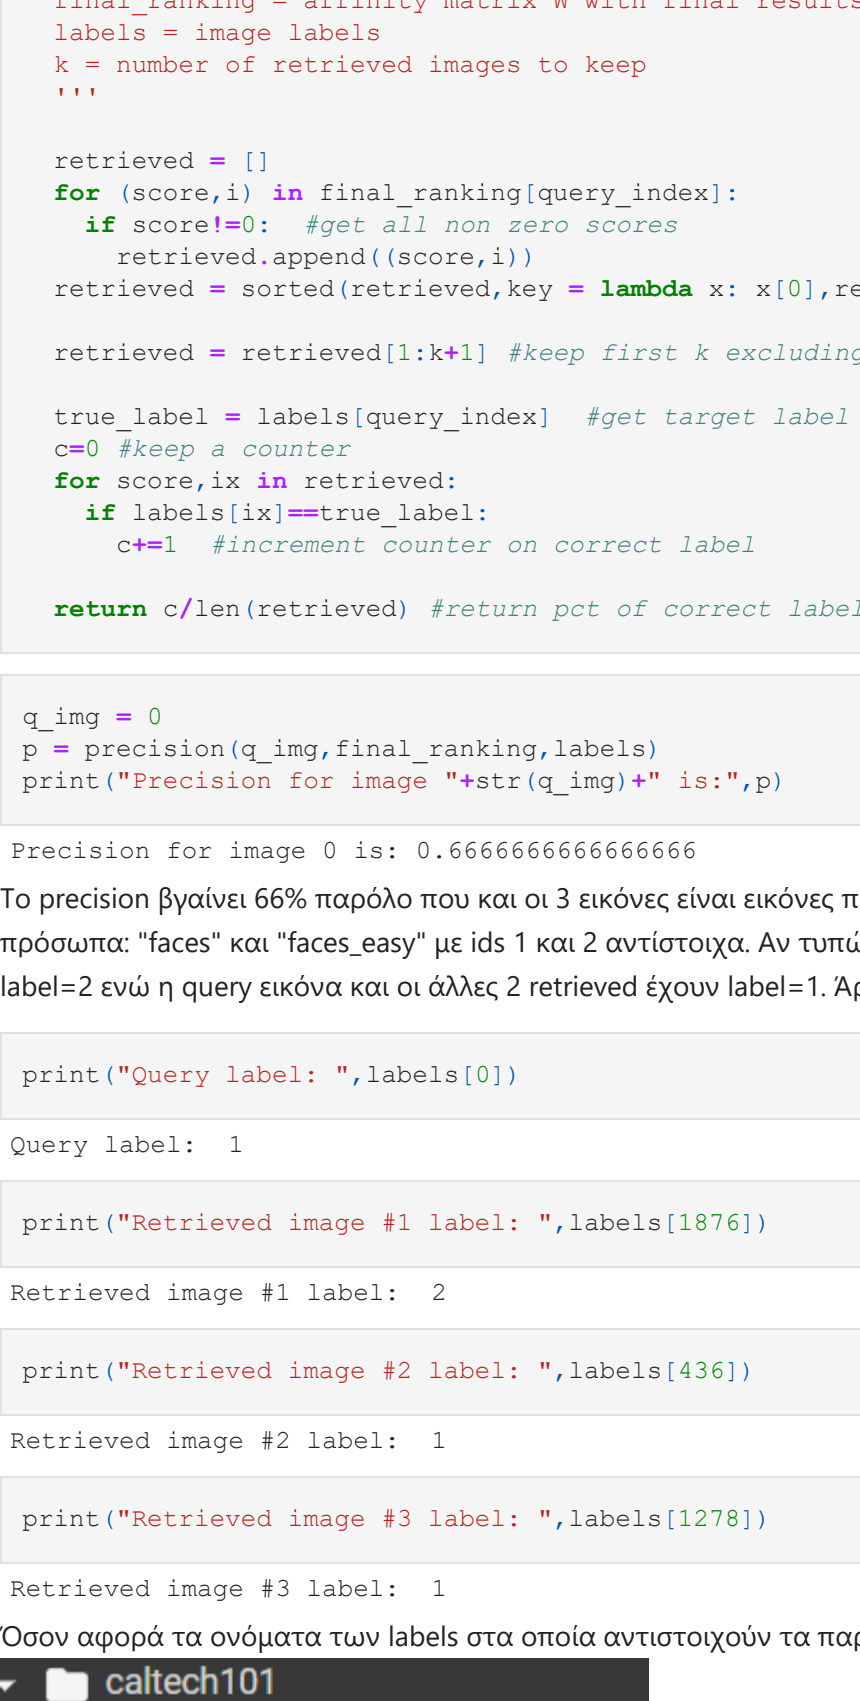 final_ranking = affinity matrix W with final results
labels = image labels
k = number of retrieved images to keep
'''
retrieved = []
for (score,i) in final_ranking[query_index]:
if score!=0: #get all non zero scores
retrieved.append((score,i))
retrieved = sorted(retrieved,key = lambda x: x[0],re
retrieved = retrieved[1:k+1] #keep first k excluding
true_label = labels[query_index] #get target label
c=0 #keep a counter
for score,ix in retrieved:
if labels[ix]==true_label:
c+=1 #increment counter on correct label
return c/len(retrieved) #return pct of correct label
q_img = 0
p = precision(q_img,final_ranking,labels)
print("Precision for image "+str(q_img)+" is:",p)
Precision for image 0 is: 0.6666666666666666
Το precision βγαίνει 66% παρόλο που και οι 3 εικόνες είναι εικόνες π
πρόσωπα: "faces" και "faces_easy" με ids 1 και 2 αντίστοιχα. Αν τυπώ
label=2 ενώ η query εικόνα και οι άλλες 2 retrieved έχουν label=1. Άρ
print("Query label: ",labels[0])
Query label:  1
print("Retrieved image #1 label: ",labels[1876])
Retrieved image #1 label:  2
print("Retrieved image #2 label: ",labels[436])
Retrieved image #2 label:  1
print("Retrieved image #3 label: ",labels[1278])
Retrieved image #3 label:  1
Όσον αφορά τα ονόματα των labels στα οποία αντιστοιχούν τα παρ
caltech101